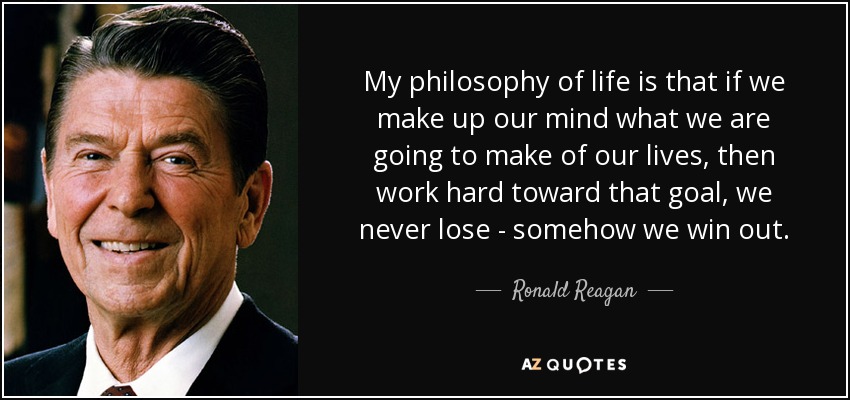 My philosophy of life is that if we
make up our mind what we are
going to make of our lives, then
work hard toward that goal, we
never lose - somehow we win out.
Ronald Reagan
AZ QUOTES